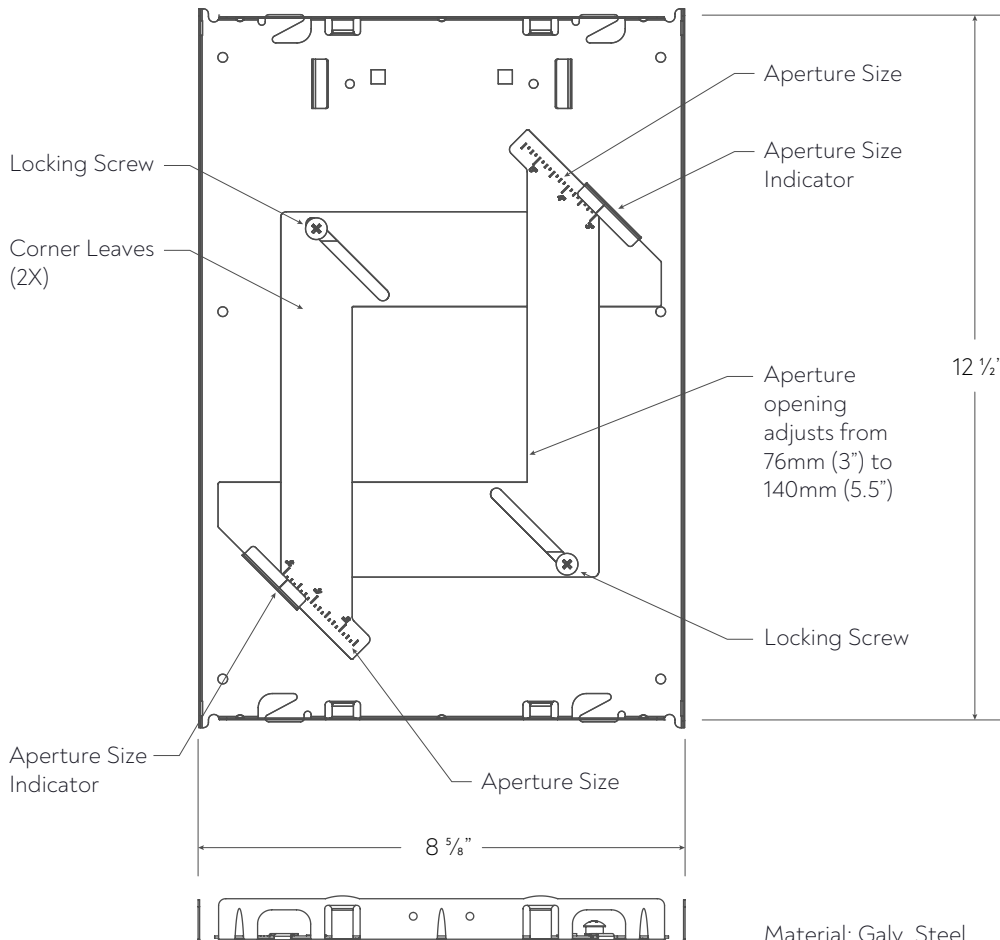 Aperture Size
Aperture Size
Indicator
Locking Screw
Corner Leaves
(2X)
Aperture
opening
adjusts from
76mm (3”) to
140mm (5.5”)
12 ½”
Locking Screw
Aperture Size
Indicator
Aperture Size
8 ⅝”
Material: Galv. Steel